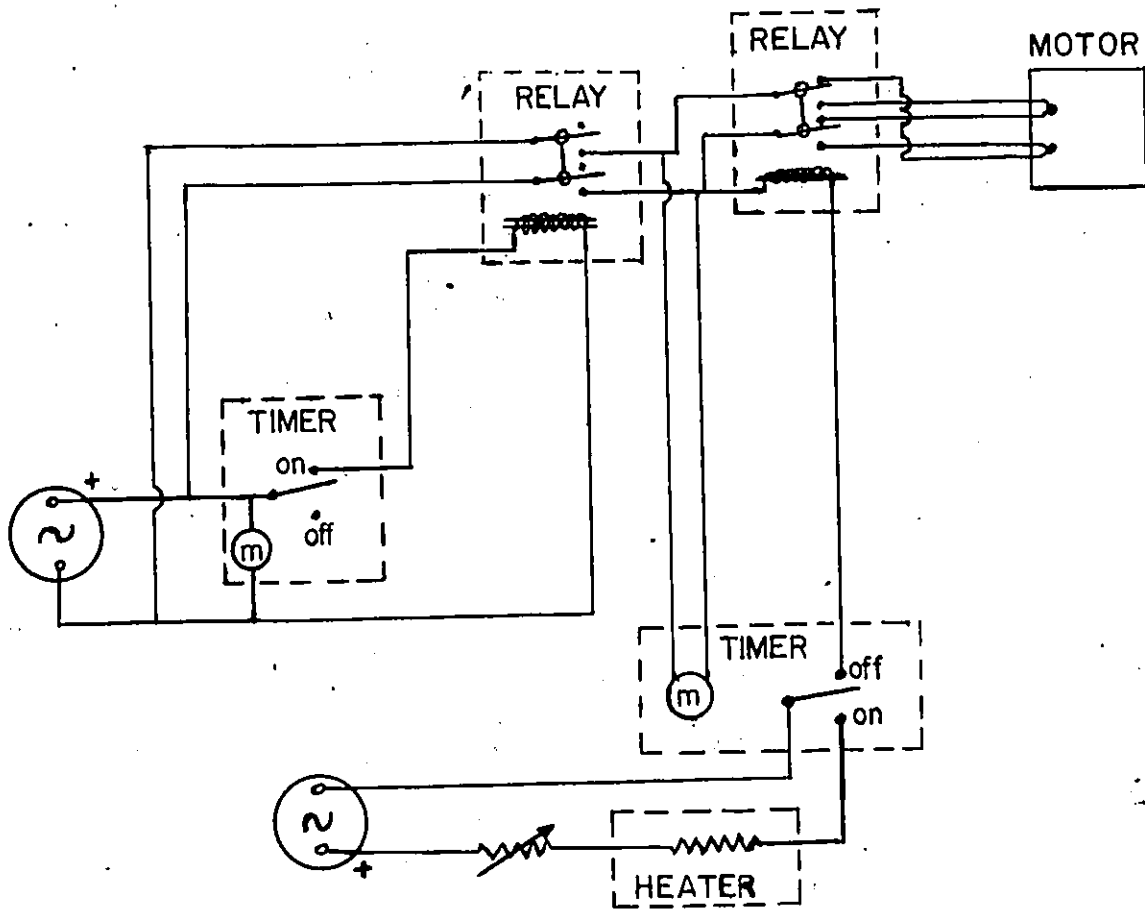 RELAY
MOTOR
RELAY
TIMER
on
+
off
m
TIMER
off
m
on
+
HEATER